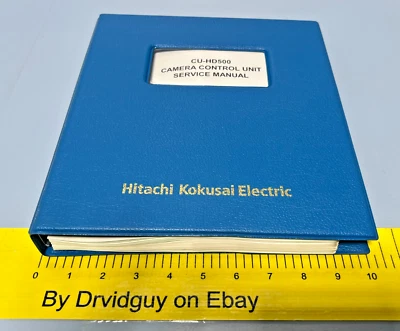 CU-HD500
CAMERA CONTROL UNIT
SERVICE MANUAL
Hitachi Kokusai Electric
0 1 2 3 4 5 6 7 8 9 10
By Drvidguy on Ebay